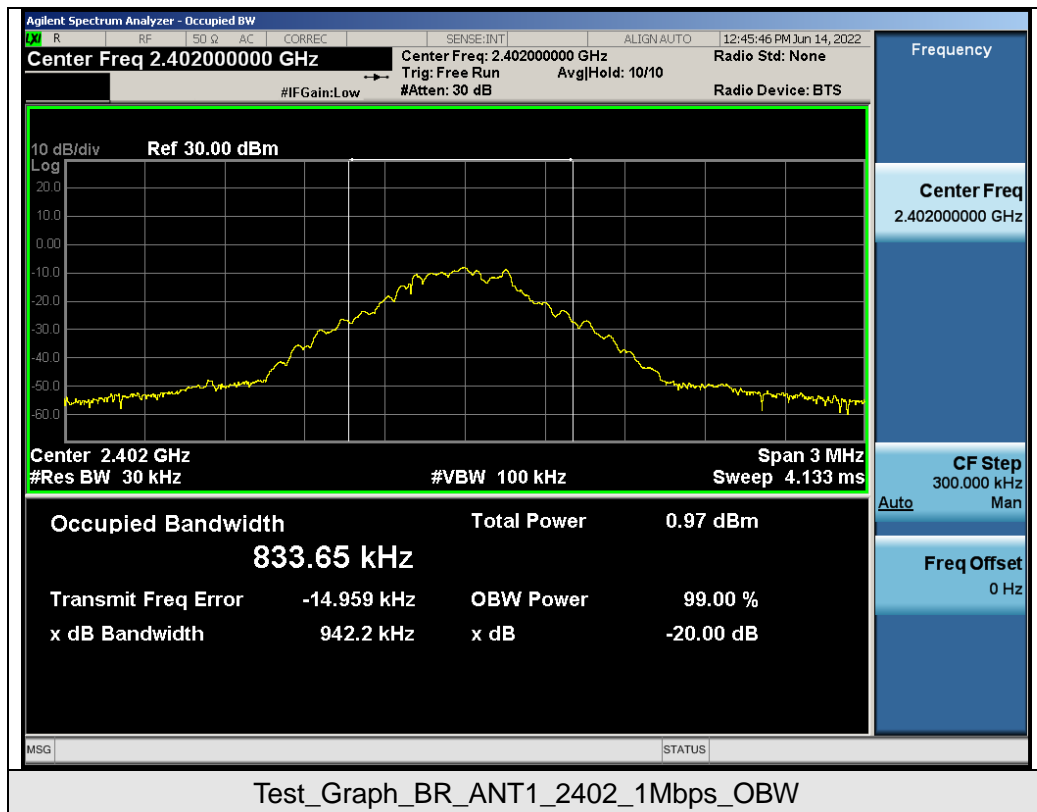 Agilent Spectrum Analyzer - Occupied BW
LXI R RF 50 Ω AC CORREC SENSE:INT ALIGN AUTO 12:45:46 PM Jun 14, 2022
Center Freq 2.402000000 GHz
Center Freq: 2.402000000 GHz
Radio Std: None
Trig: Free Run Avg|Hold: 10/10
#IFGain:Low
#Atten: 30 dB
Radio Device: BTS
10 dB/div Ref 30.00 dBm
Log
20.0
10.0
0.00
-10.0
-20.0
-30.0
-40.0
-50.0
-60.0
Center 2.402 GHz
Span 3 MHz
#Res BW 30 kHz
#VBW 100 kHz
Sweep 4.133 ms
Occupied Bandwidth
833.65 kHz
Total Power 0.97 dBm
Transmit Freq Error -14.959 kHz
OBW Power 99.00 %
x dB Bandwidth 942.2 kHz
x dB -20.00 dB
Frequency
Center Freq
2.402000000 GHz
CF Step
300.000 kHz
Auto Man
Freq Offset
0 Hz
MSG
STATUS
Test_Graph_BR_ANT1_2402_1Mbps_OBW